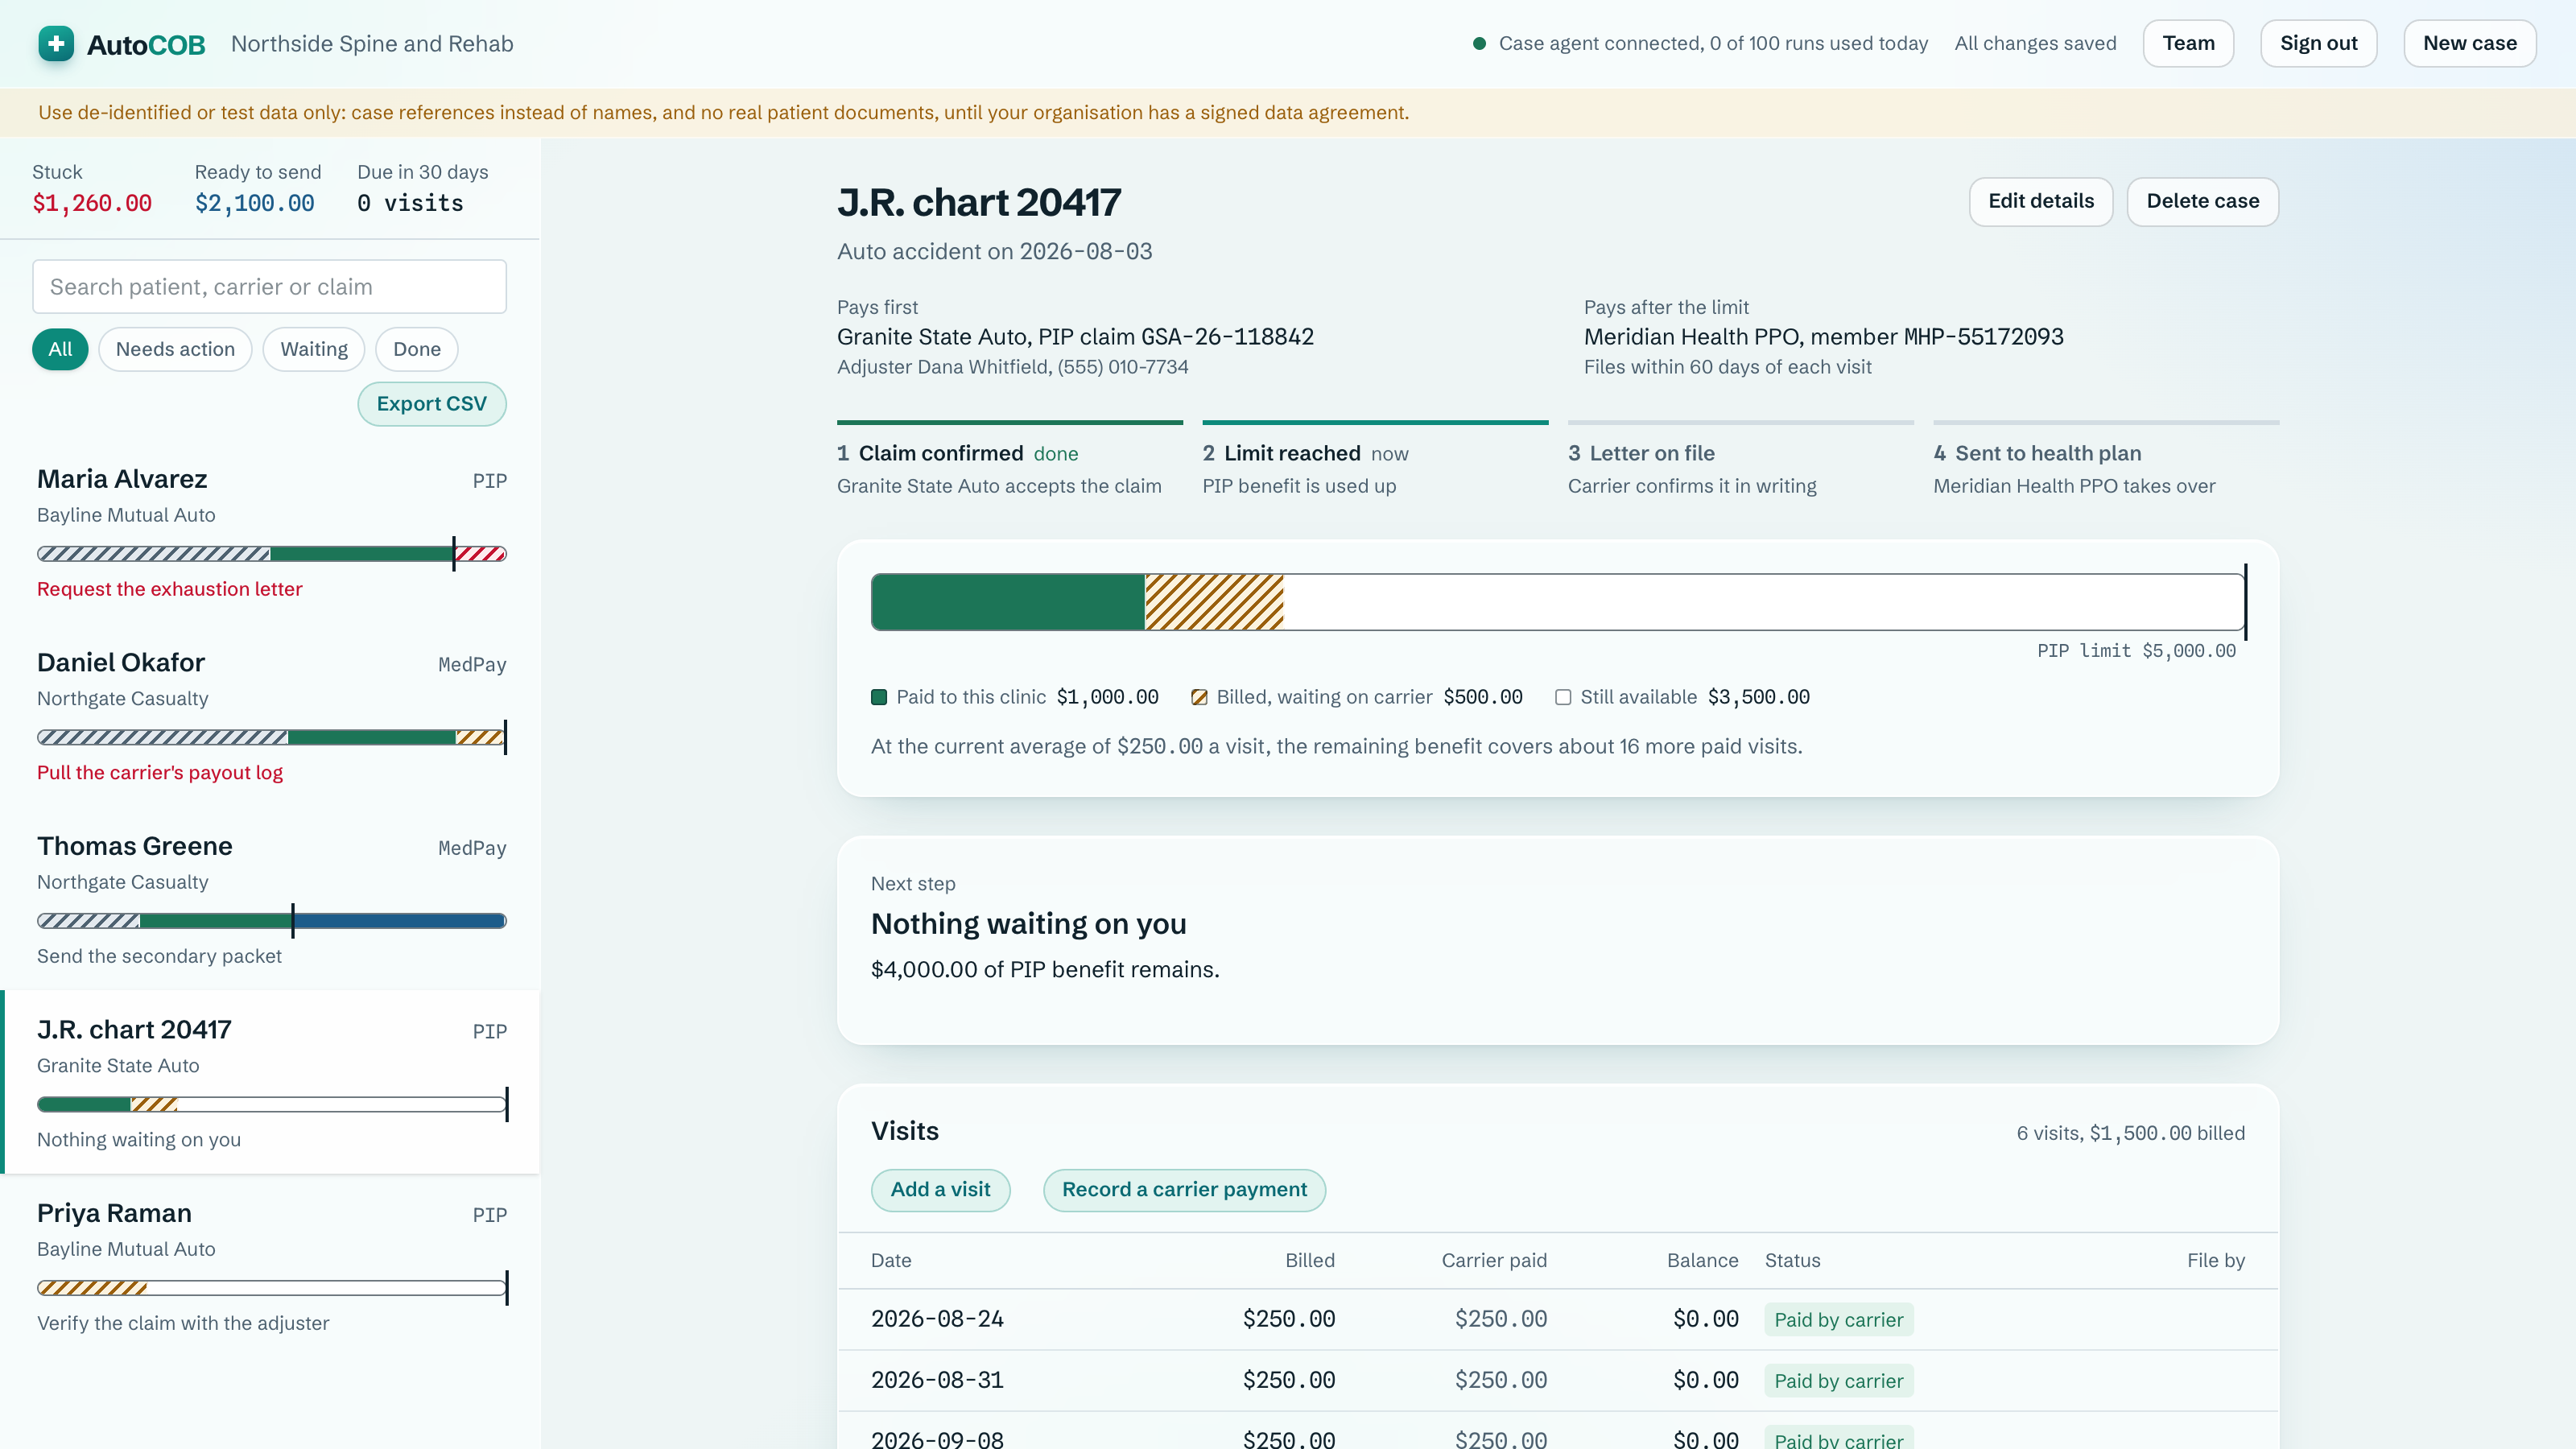 AutoCOB Northside Spine and Rehab
Case agent connected, 0 of 100 runs used today All changes saved Team Sign out New case
Use de-identified or test data only: case references instead of names, and no real patient documents, until your organisation has a signed data agreement.
Stuck Ready to send Due in 30 days
$1,260.00 $2,100.00 0 visits
Search patient, carrier or claim
All Needs action Waiting Done
Export CSV
Maria Alvarez PIP
Bayline Mutual Auto
Request the exhaustion letter
Daniel Okafor MedPay
Northgate Casualty
Pull the carrier's payout log
Thomas Greene MedPay
Northgate Casualty
Send the secondary packet
J.R. chart 20417 PIP
Granite State Auto
Nothing waiting on you
Priya Raman PIP
Bayline Mutual Auto
Verify the claim with the adjuster
J.R. chart 20417 Edit details Delete case
Auto accident on 2026-08-03
Pays first Pays after the limit
Granite State Auto, PIP claim GSA-26-118842 Meridian Health PPO, member MHP-55172093
Adjuster Dana Whitfield, (555) 010-7734 Files within 60 days of each visit
1 Claim confirmed done 2 Limit reached now 3 Letter on file 4 Sent to health plan
Granite State Auto accepts the claim PIP benefit is used up Carrier confirms it in writing Meridian Health PPO takes over
PIP limit $5,000.00
Paid to this clinic $1,000.00 Billed, waiting on carrier $500.00 Still available $3,500.00
At the current average of $250.00 a visit, the remaining benefit covers about 16 more paid visits.
Next step
Nothing waiting on you
$4,000.00 of PIP benefit remains.
Visits 6 visits, $1,500.00 billed
Add a visit Record a carrier payment
Date Billed Carrier paid Balance Status File by
2026-08-24 $250.00 $250.00 $0.00 Paid by carrier
2026-08-31 $250.00 $250.00 $0.00 Paid by carrier
2026-09-08 $250.00 $250.00 $0.00 Paid by carrier